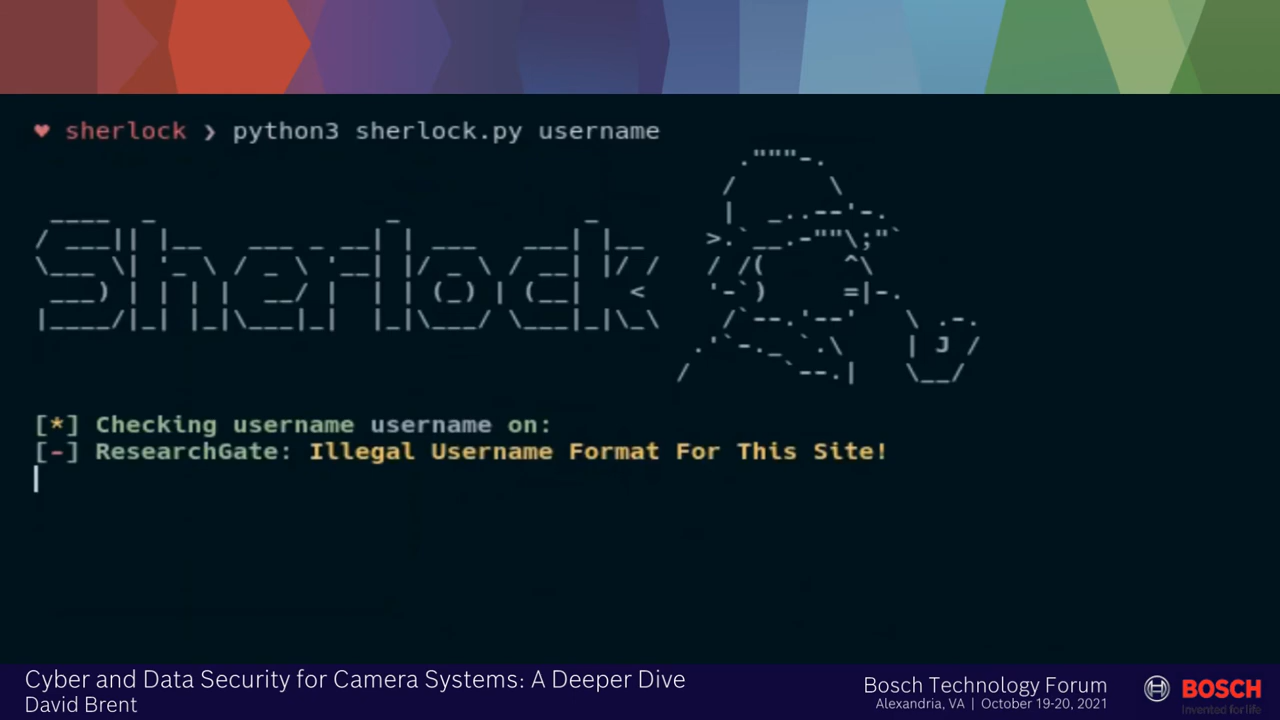 ♥ sherlock ❯ python3 sherlock.py username
Sherlock
[*] Checking username username on:
[-] ResearchGate: Illegal Username Format For This Site!
Cyber and Data Security for Camera Systems: A Deeper Dive
David Brent
Bosch Technology Forum
Alexandria, VA | October 19-20, 2021
BOSCH
Invented for life